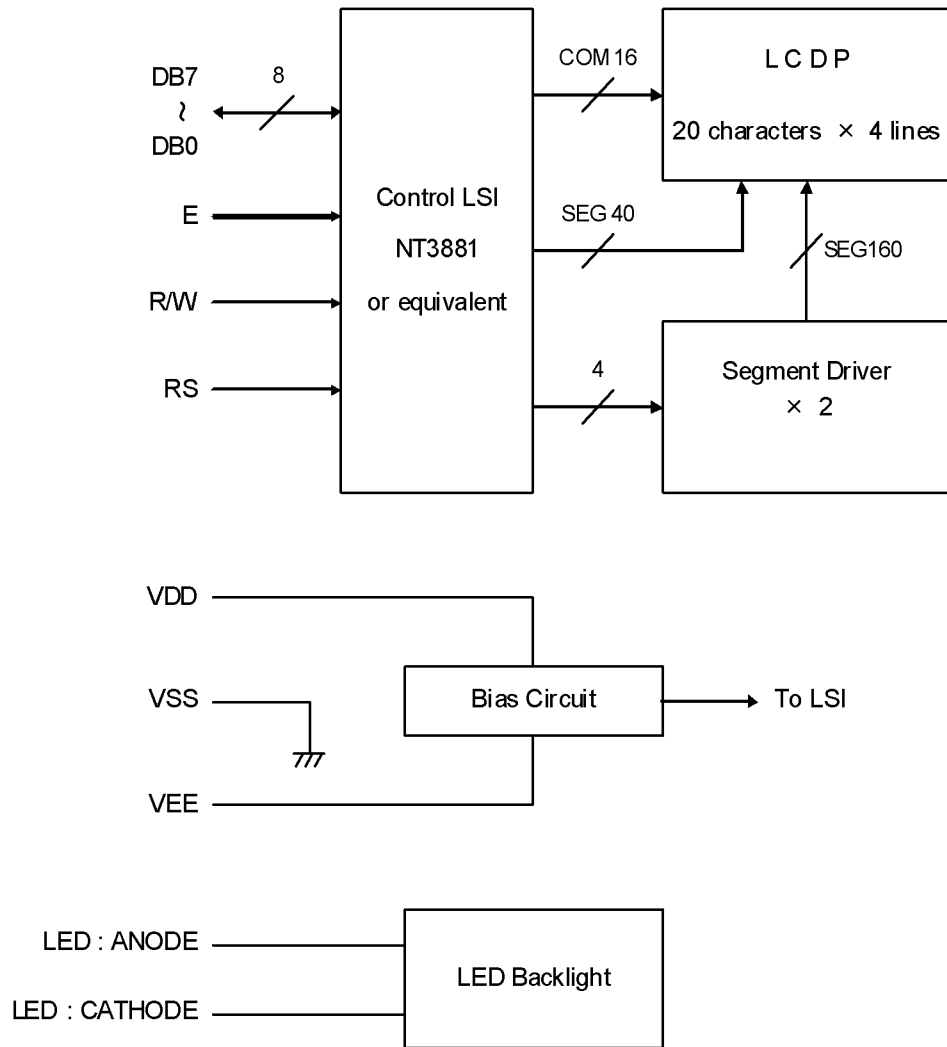 DB7
~
DB0
8
E
R/W
RS
Control LSI
NT3881
or equivalent
COM 16
SEG 40
4
L C D P
20 characters × 4 lines
SEG160
Segment Driver
× 2
VDD
VSS
VEE
Bias Circuit
To LSI
LED : ANODE
LED : CATHODE
LED Backlight